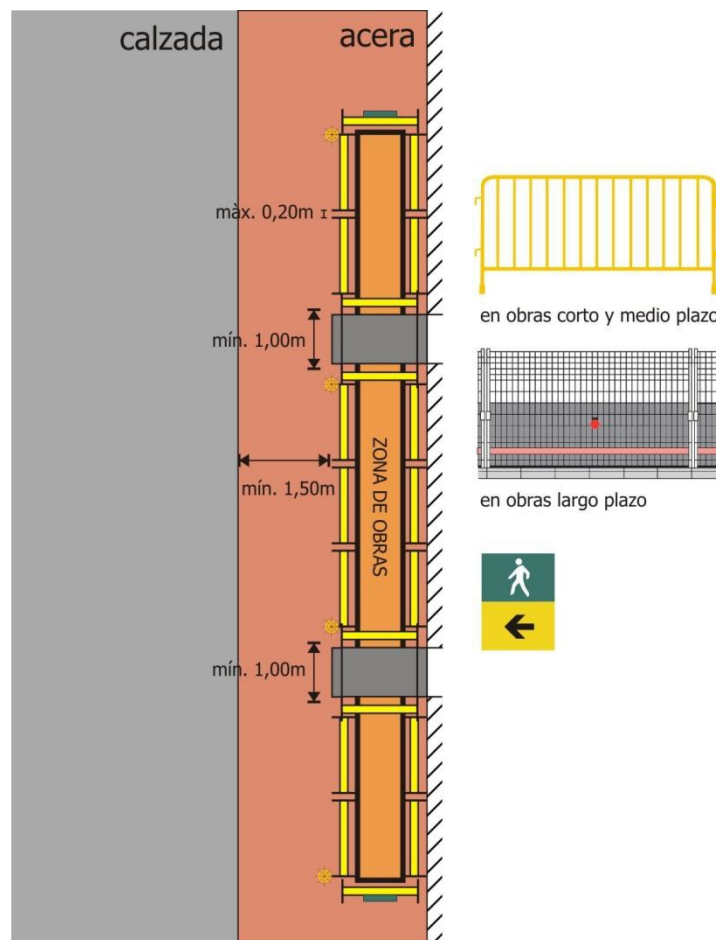 calzada
acera
màx. 0,20m
mín. 1,00m
mín. 1,50m
ZONA DE OBRAS
mín. 1,00m
en obras corto y medio plazo
en obras largo plazo